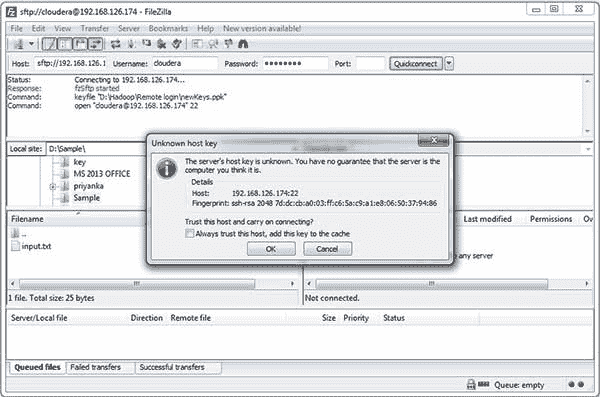 sftp://cloudera@192.168.126.174 - FileZilla
File Edit View Transfer Server Bookmarks Help New version available!
Host: sftp://192.168.126.1 Username: cloudera Password: ●●●●●●●● Port: Quickconnect
Status: Connecting to 192.168.126.174...
Response: fzSftp started
Command: keyfile "D:\Hadoop\Remote login\newKeys.ppk"
Command: open "cloudera@192.168.126.174" 22
Unknown host key
Local site: D:\Sample\
key
MS 2013 OFFICE
priyanka
Sample
The server's host key is unknown. You have no guarantee that the server is the
computer you think it is.
Details
Host: 192.168.126.174:22
Fingerprint: ssh-rsa 2048 7d:dc:cb:a0:03:ff:c6:5a:c9:a1:e8:06:50:37:94:86
Trust this host and carry on connecting?
Always trust this host, add this key to the cache
OK Cancel
Filename
..
input.txt
Last modified Permissions Ov
any server
1 file. Total size: 25 bytes
Not connected.
Server/Local file Direction Remote file Size Priority Status
Queued files Failed transfers Successful transfers
Queue: empty